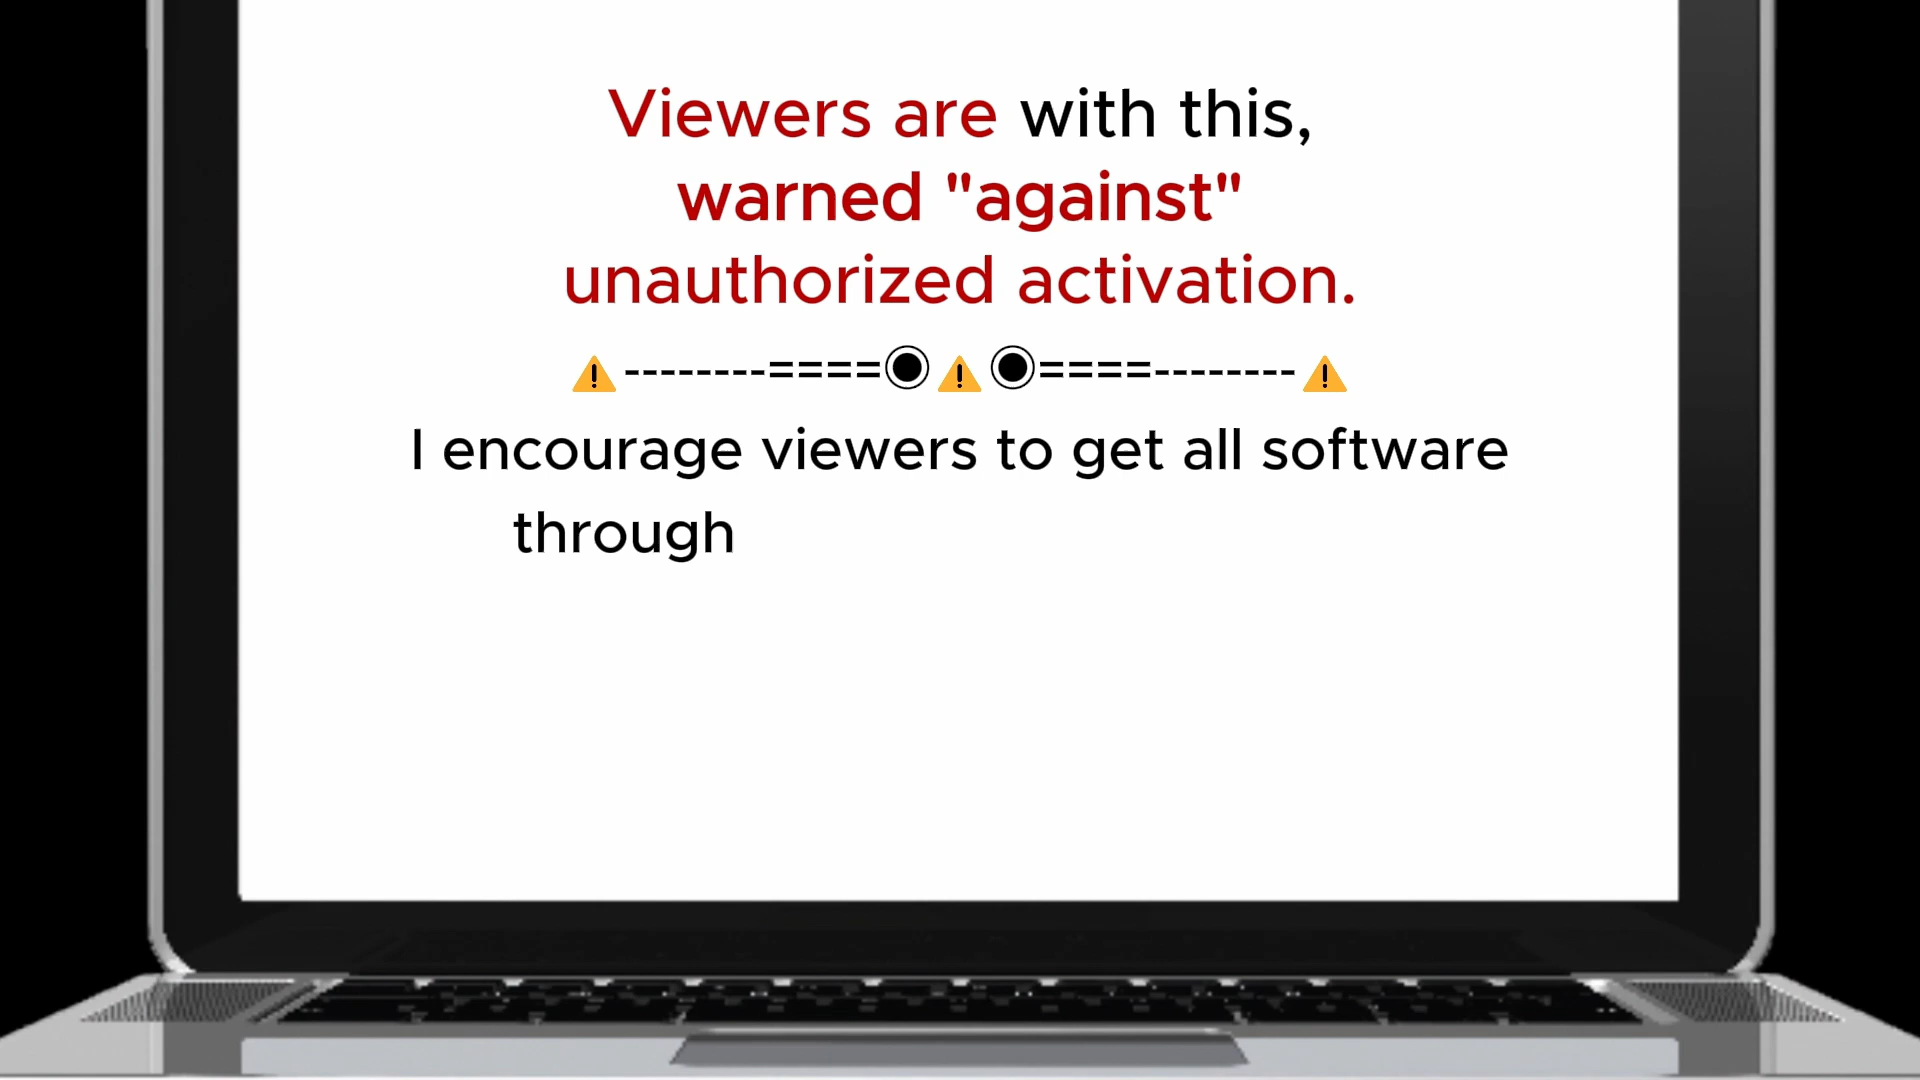 Viewers are with this,
warned "against"
unauthorized activation.
⚠️--------====◉⚠️◉====--------⚠️
I encourage viewers to get all software
through